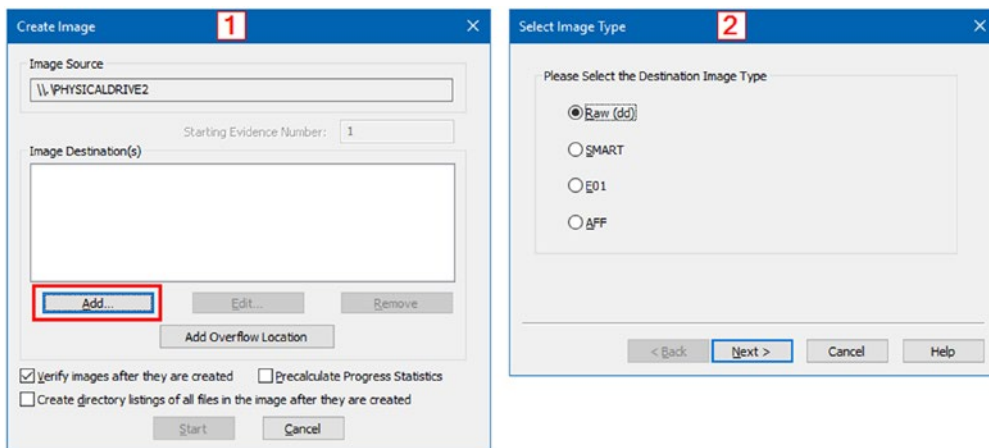 Create Image
1
Image Source
\\.\PHYSICALDRIVE2
Starting Evidence Number: 1
Image Destination(s)
Add... Edit... Remove
Add Overflow Location
Verify images after they are created Precalculate Progress Statistics
Create directory listings of all files in the image after they are created
Start Cancel
Select Image Type
2
Please Select the Destination Image Type
Raw (dd)
SMART
E01
AFF
< Back Next > Cancel Help